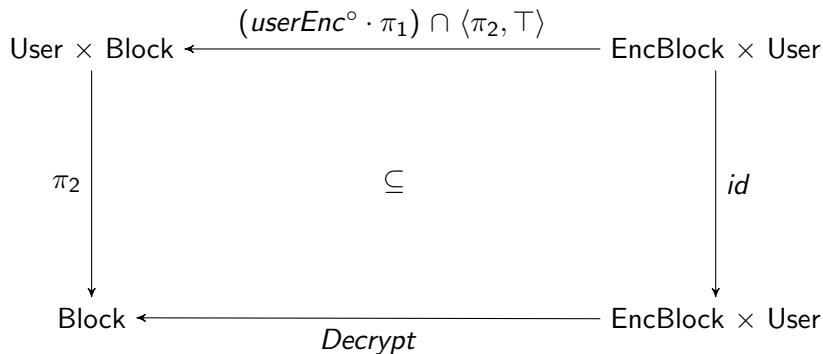 (userEnc° · π₁) ∩ ⟨π₂, ⊤⟩
User × Block EncBlock × User
π₂ ⊆ id
Block EncBlock × User
Decrypt